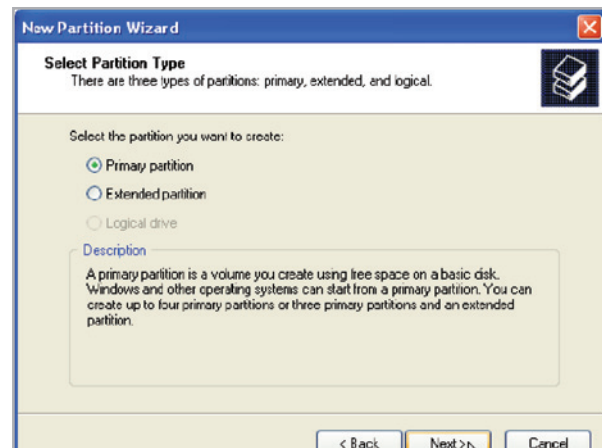 New Partition Wizard
Select Partition Type
There are three types of partitions: primary, extended, and logical.
Select the partition you want to create:
Primary partition
Extended partition
Logical drive
Description
A primary partition is a volume you create using free space on a basic disk.
Windows and other operating systems can start from a primary partition. You can
create up to four primary partitions or three primary partitions and an extended
partition.
< Back
Next >
Cancel